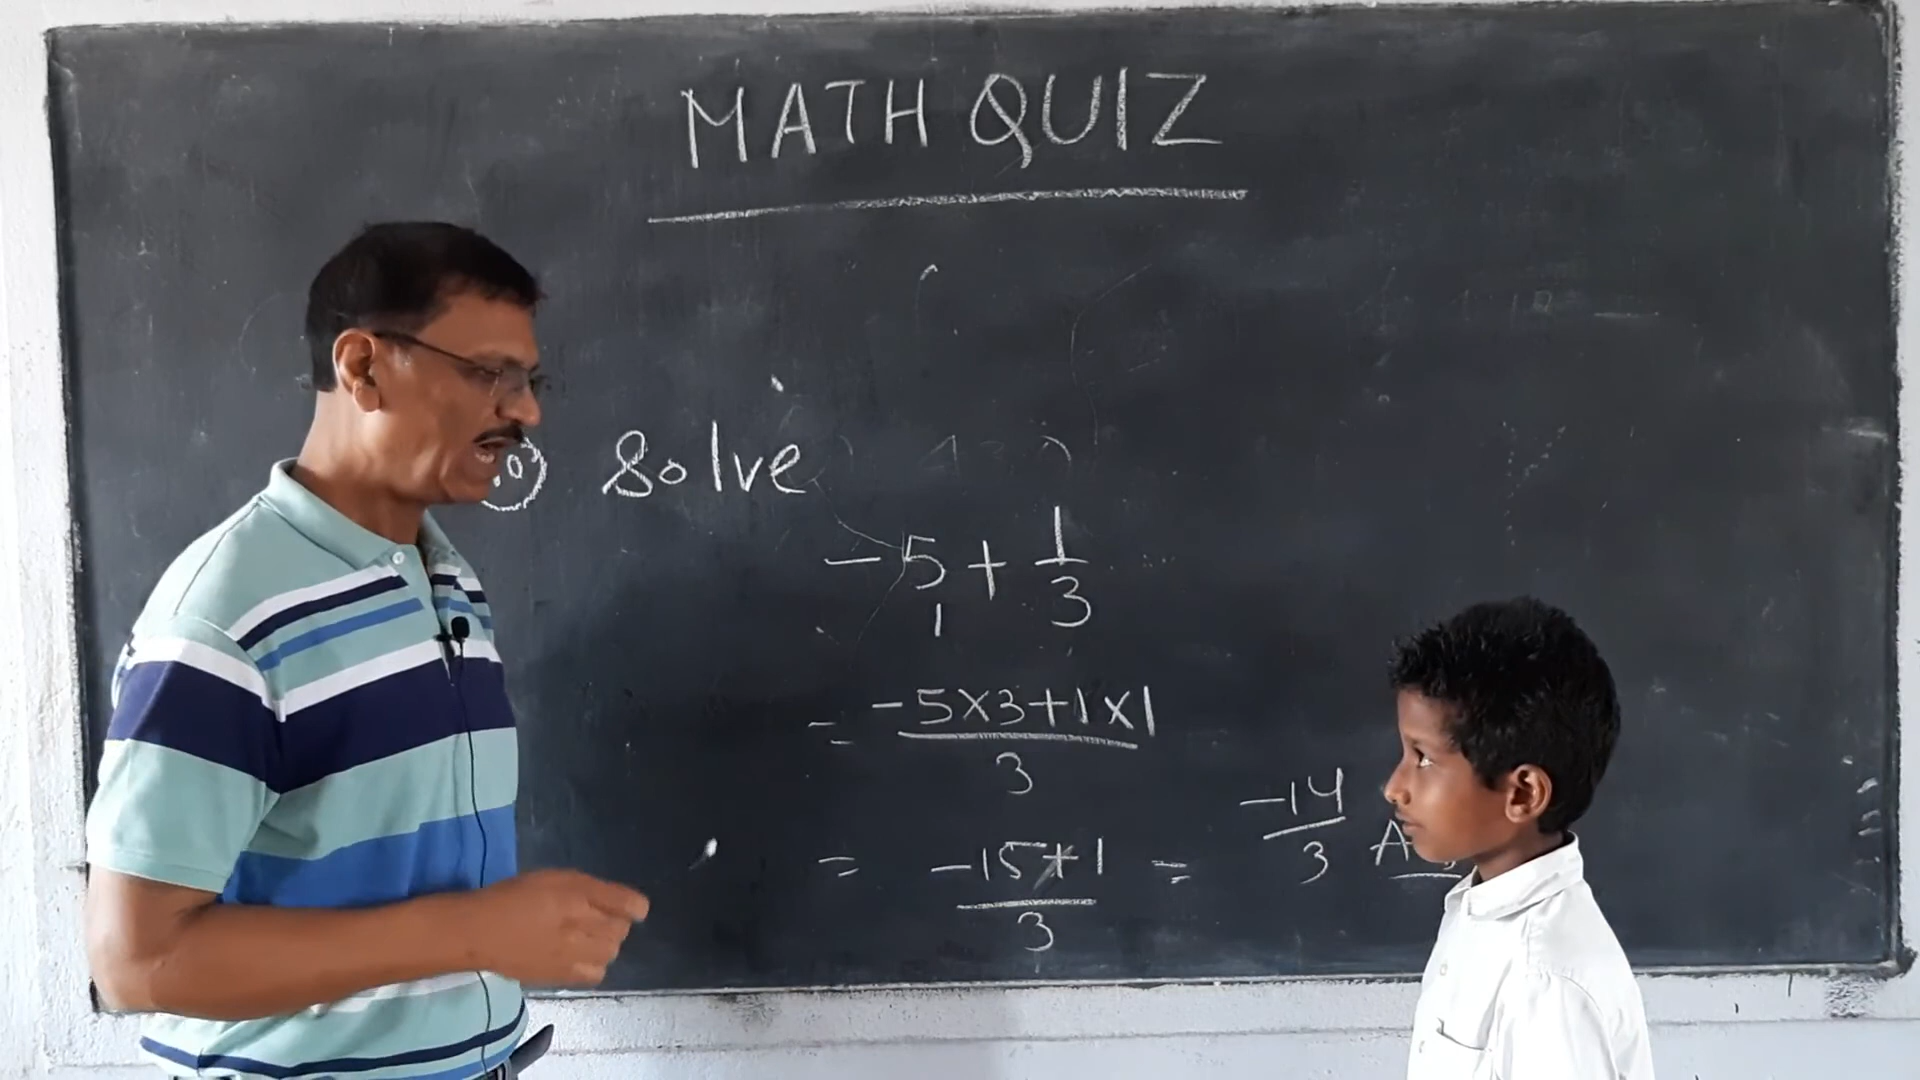 MATH QUIZ
Solve
-5/1 + 1/3
= -5×3+1×1/3
= -15+1/3 = -14/3